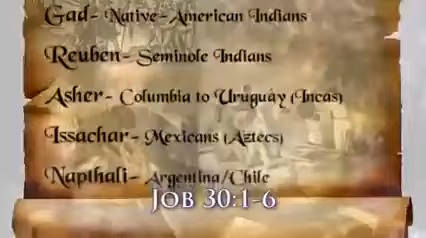 Gad- Native-American Indians
Reuben- Seminole Indians
Asher- Columbia to Uruguay (Incas)
Issachar- Mexicans (Aztecs)
Napthali- Argentina/Chile
Job 30:1-6